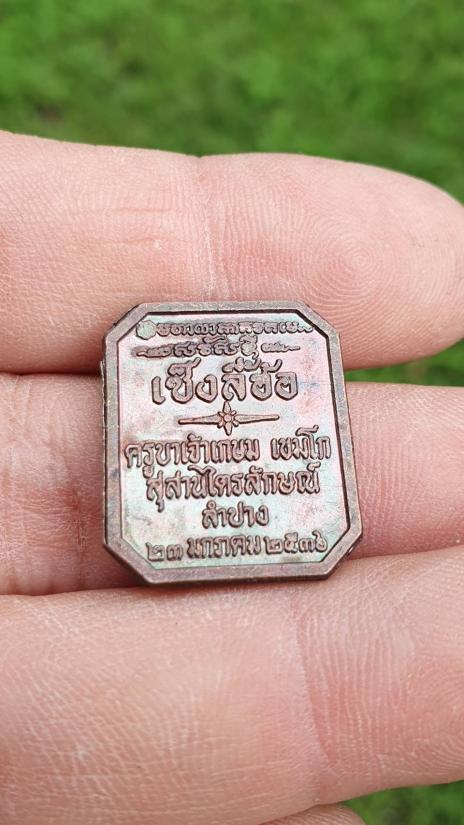 เซ็งลี้ฮ้อ
ครูบาเจ้าเกษม เขมโก
สุสานไตรลักษณ์
ลำปาง
๒๓ มกราคม ๒๕๓๖